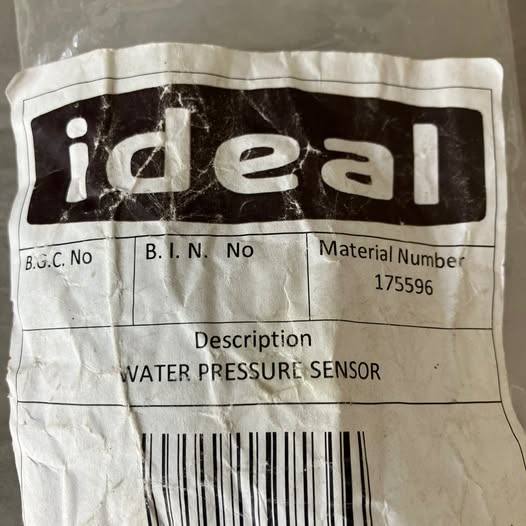 ideal
B.G.C. No
B. I. N. No
Material Number
175596
Description
WATER PRESSURE SENSOR